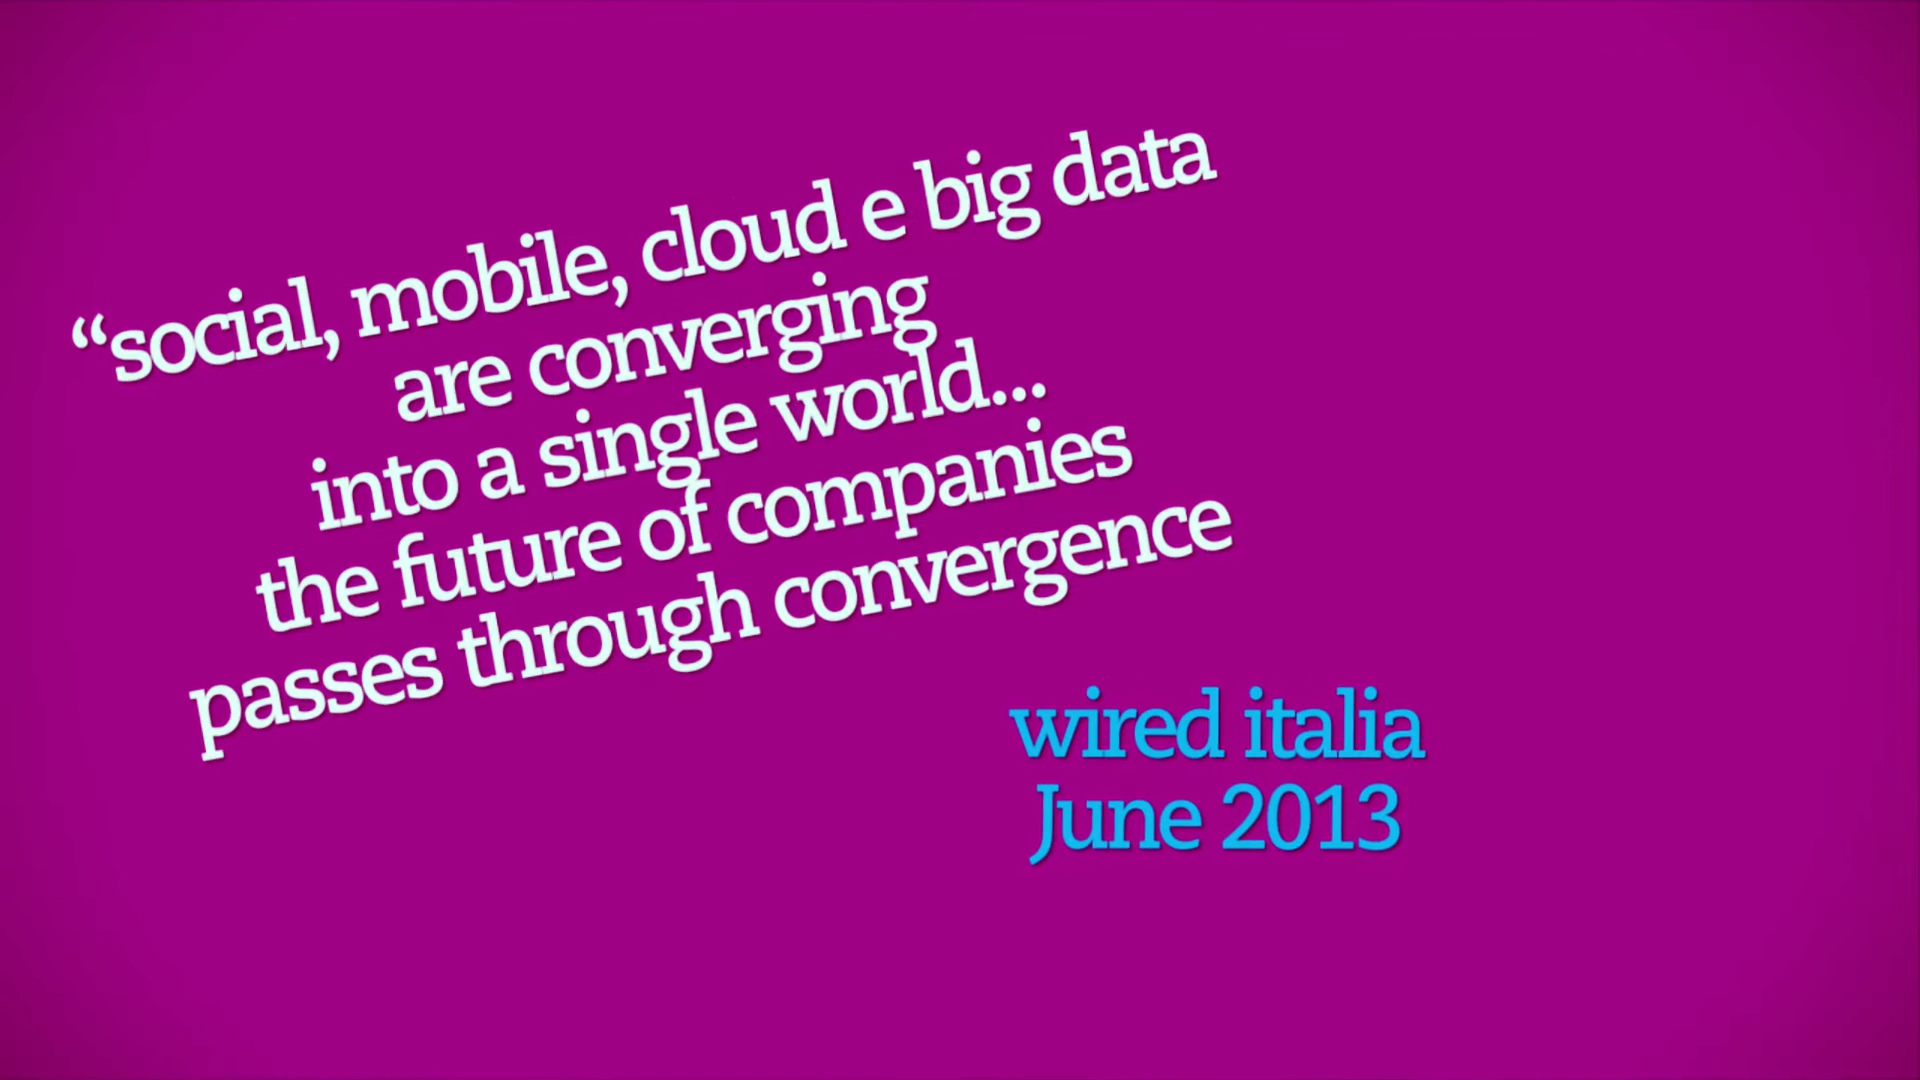 “social, mobile, cloud e big data
are converging
into a single world...
the future of companies
passes through convergence
wired italia
June 2013